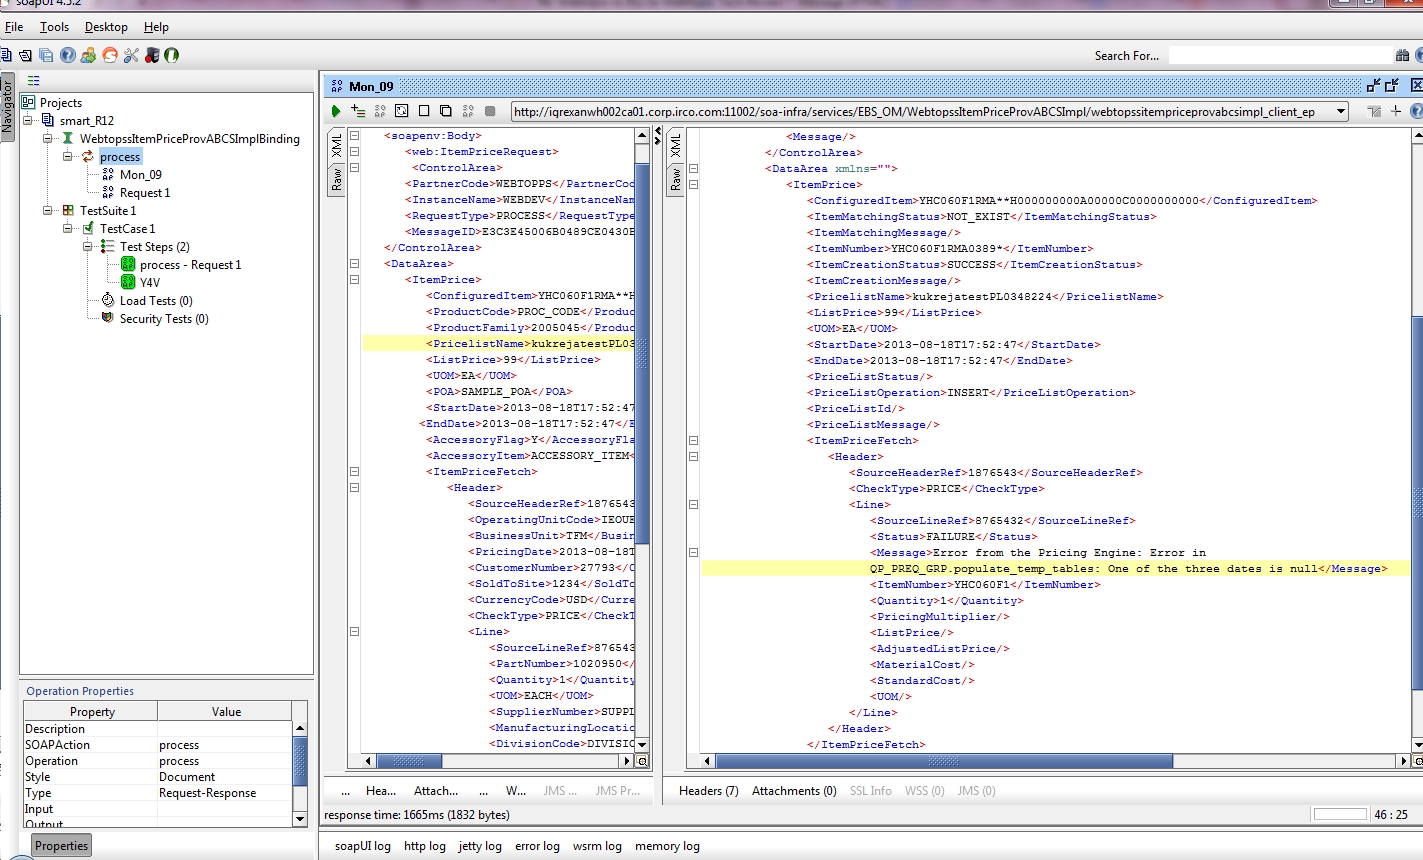 soapUI 4.5.2
File Tools Desktop Help
Search For...
Navigator
Projects
smart_R12
WebtopssItemPriceProvABCSImplBinding
process
Mon_09
Request 1
TestSuite 1
TestCase 1
Test Steps (2)
process - Request 1
Y4V
Load Tests (0)
Security Tests (0)
Operation Properties
Property Value
Description
SOAPAction process
Operation process
Style Document
Type Request-Response
Input
Output
Properties
Mon_09
http://iqrexanwh002ca01.corp.irco.com:11002/soa-infra/services/EBS_OM/WebtopssItemPriceProvABCSImpl/webtopssitempriceprovabcsimpl_client_ep
XML
Raw
<soapenv:Body>
<web:ItemPriceRequest>
<ControlArea>
<PartnerCode>WEBTOPPS</PartnerCod
<InstanceName>WEBDEV</InstanceNam
<RequestType>PROCESS</RequestType
<MessageID>E3C3E45006B0489CE0430B
</ControlArea>
<DataArea>
<ItemPrice>
<ConfiguredItem>YHC060F1RMA**H
<ProductCode>PROC_CODE</Produc
<ProductFamily>2005045</Produc
<PricelistName>kukrejatestPL03
<ListPrice>99</ListPrice>
<UOM>EA</UOM>
<POA>SAMPLE_POA</POA>
<StartDate>2013-08-18T17:52:47
<EndDate>2013-08-18T17:52:47</E
<AccessoryFlag>Y</AccessoryFla
<AccessoryItem>ACCESSORY_ITEM<
<ItemPriceFetch>
<Header>
<SourceHeaderRef>1876543
<OperatingUnitCode>IEOUE
<BusinessUnit>TFM</Busin
<PricingDate>2013-08-18T
<CustomerNumber>27793</C
<SoldToSite>1234</SoldTo
<CurrencyCode>USD</Curre
<CheckType>PRICE</CheckT
<Line>
<SourceLineRef>876543
<PartNumber>1020950</
<Quantity>1</Quantity
<UOM>EACH</UOM>
<SupplierNumber>SUPPL
<ManufacturingLocatio
<DivisionCode>DIVISIO
... Hea... Attach... ... W... JMS ... JMS Pr...
XML
Raw
<Message/>
</ControlArea>
<DataArea xmlns="">
<ItemPrice>
<ConfiguredItem>YHC060F1RMA**H000000000A00000C0000000000</ConfiguredItem>
<ItemMatchingStatus>NOT_EXIST</ItemMatchingStatus>
<ItemMatchingMessage/>
<ItemNumber>YHC060F1RMA0389*</ItemNumber>
<ItemCreationStatus>SUCCESS</ItemCreationStatus>
<ItemCreationMessage/>
<PricelistName>kukrejatestPL0348224</PricelistName>
<ListPrice>99</ListPrice>
<UOM>EA</UOM>
<StartDate>2013-08-18T17:52:47</StartDate>
<EndDate>2013-08-18T17:52:47</EndDate>
<PriceListStatus/>
<PriceListOperation>INSERT</PriceListOperation>
<PriceListId/>
<PriceListMessage/>
<ItemPriceFetch>
<Header>
<SourceHeaderRef>1876543</SourceHeaderRef>
<CheckType>PRICE</CheckType>
<Line>
<SourceLineRef>8765432</SourceLineRef>
<Status>FAILURE</Status>
<Message>Error from the Pricing Engine: Error in
QP_PREQ_GRP.populate_temp_tables: One of the three dates is null</Message>
<ItemNumber>YHC060F1</ItemNumber>
<Quantity>1</Quantity>
<PricingMultiplier/>
<ListPrice/>
<AdjustedListPrice/>
<MaterialCost/>
<StandardCost/>
<UOM/>
</Line>
</Header>
</ItemPriceFetch>
Headers (7) Attachments (0) SSL Info WSS (0) JMS (0)
response time: 1665ms (1832 bytes)
46 : 25
soapUI log http log jetty log error log wsrm log memory log